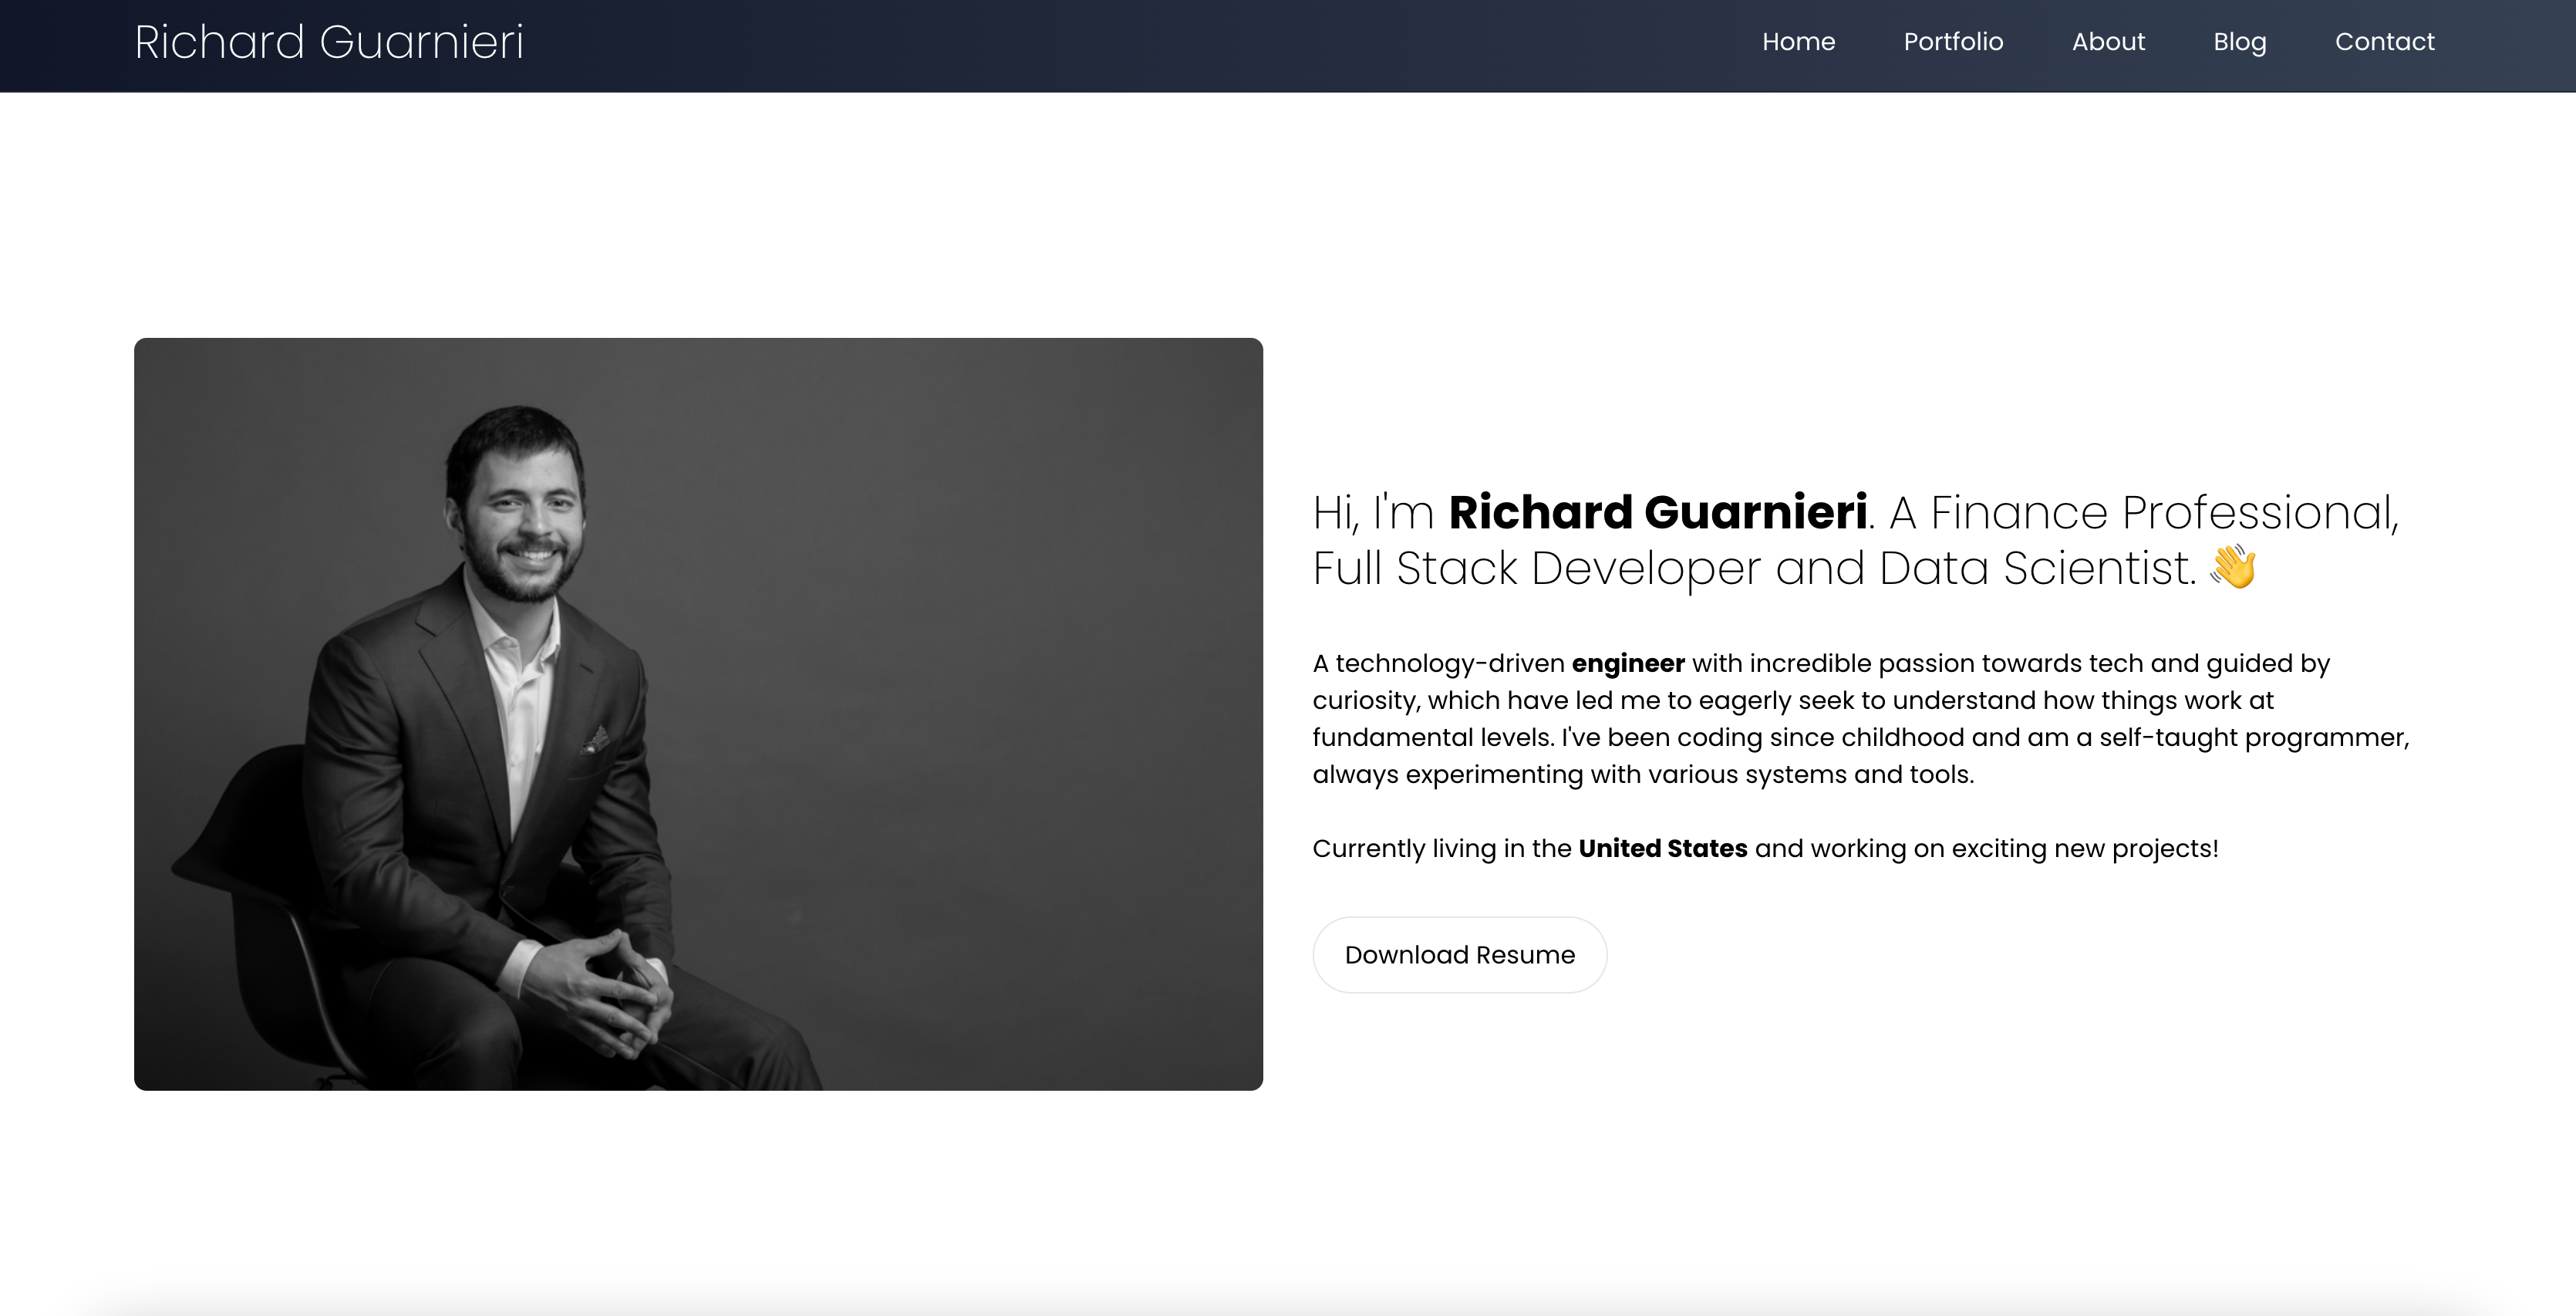 Richard Guarnieri
Home Portfolio About Blog Contact
Hi, I'm Richard Guarnieri. A Finance Professional,
Full Stack Developer and Data Scientist. 👋
A technology-driven engineer with incredible passion towards tech and guided by
curiosity, which have led me to eagerly seek to understand how things work at
fundamental levels. I've been coding since childhood and am a self-taught programmer,
always experimenting with various systems and tools.
Currently living in the United States and working on exciting new projects!
Download Resume